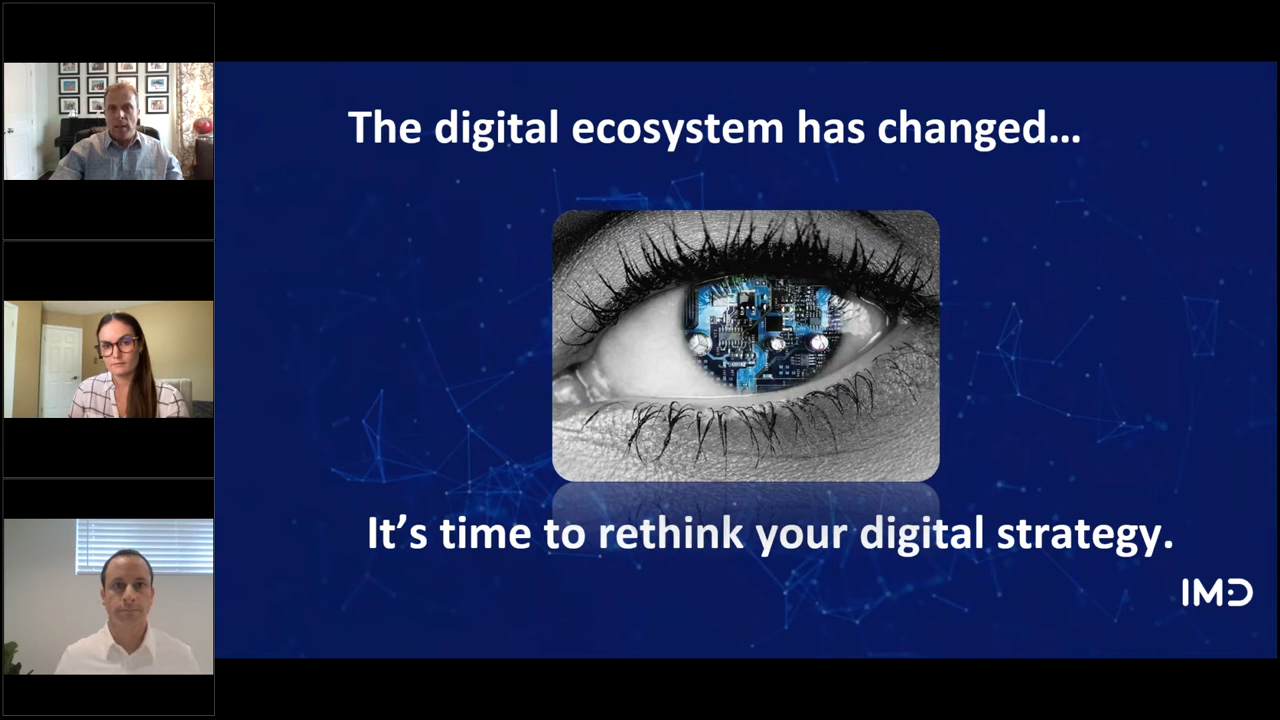 The digital ecosystem has changed...
It's time to rethink your digital strategy.
IMD